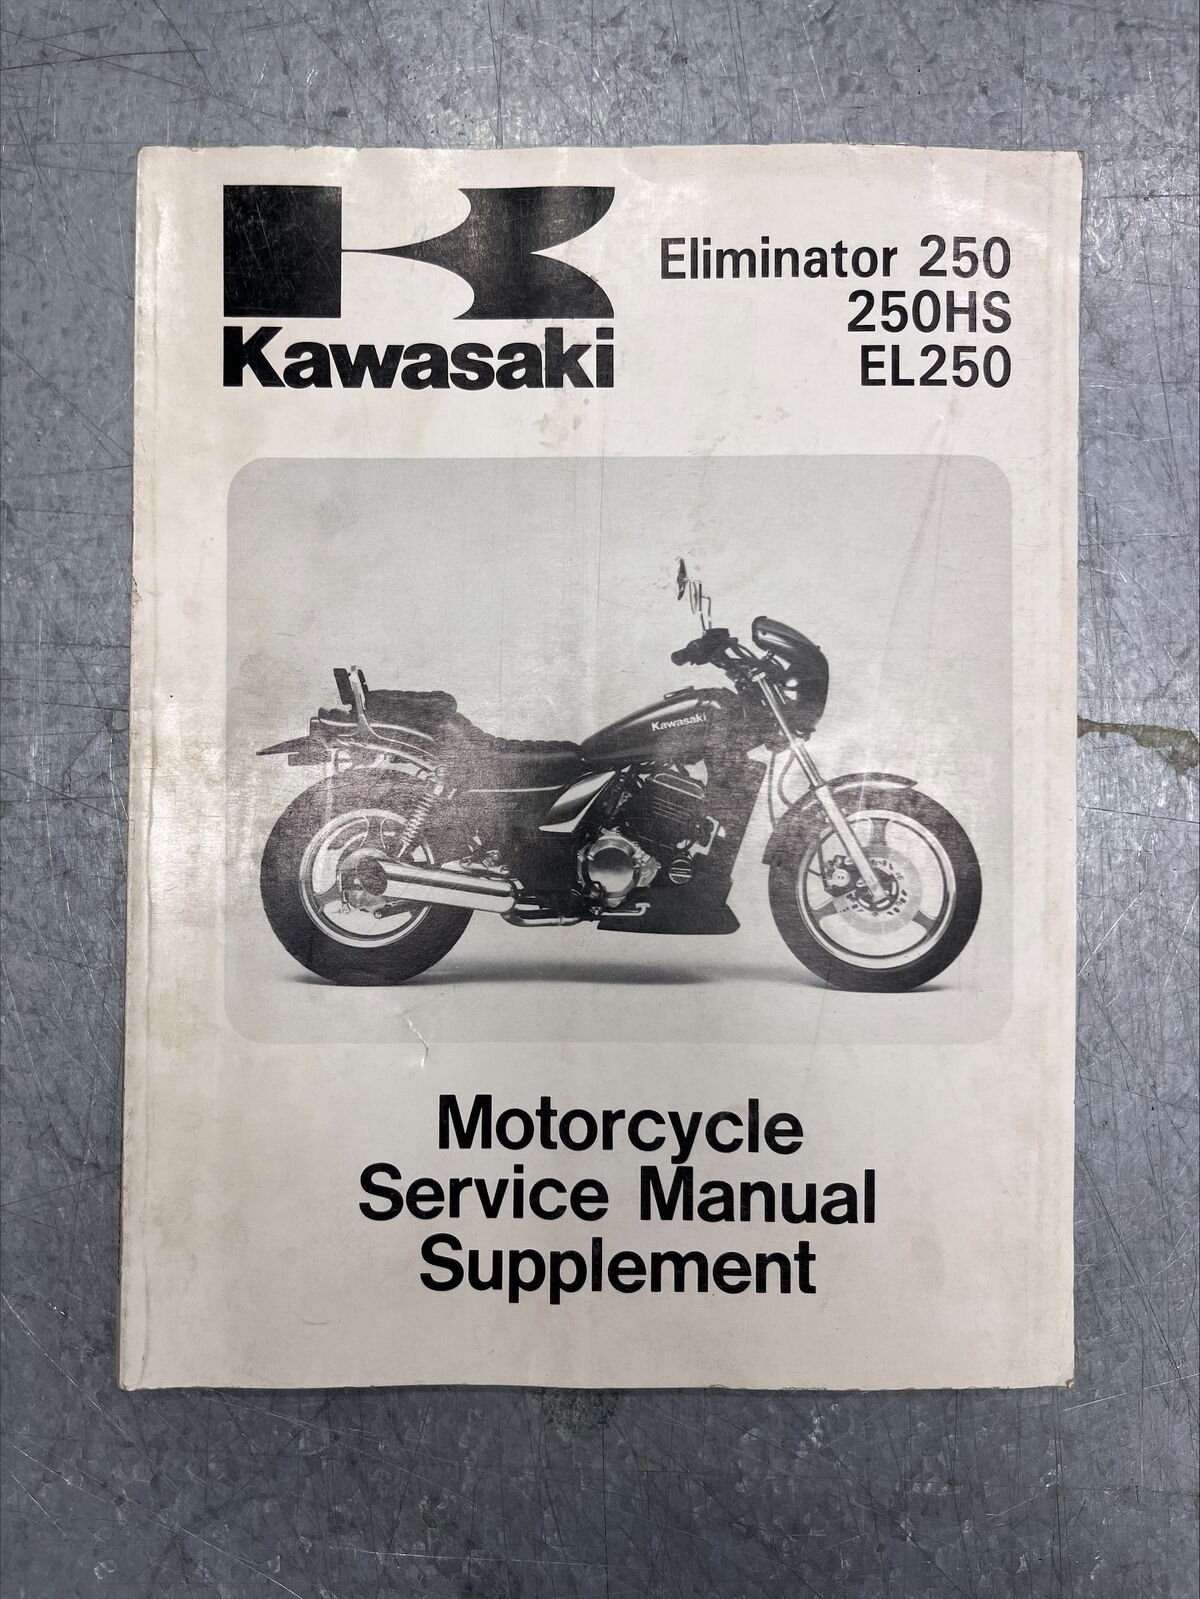 Kawasaki
Eliminator 250
250HS
EL250
Kawasaki
Motorcycle
Service Manual
Supplement